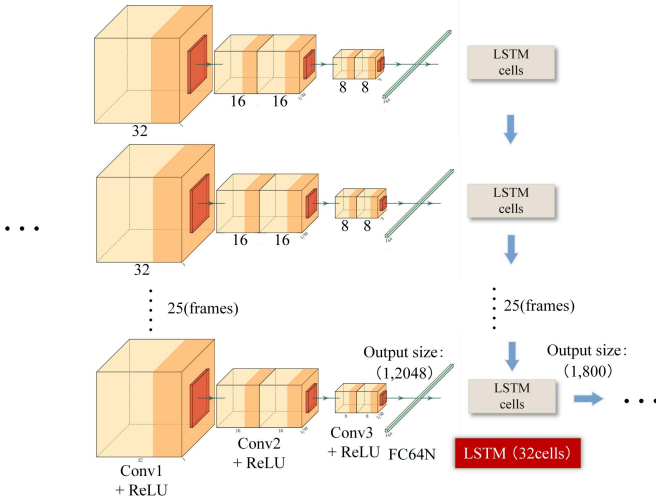 LSTM
cells
32
16 16
8 8
LSTM
cells
32
16 16
8 8
25(frames)
25(frames)
Output size:
(1,2048)
Output size:
(1,800)
LSTM
cells
Conv1
+ ReLU
Conv2
+ ReLU
Conv3
+ ReLU
FC64N
LSTM (32cells)